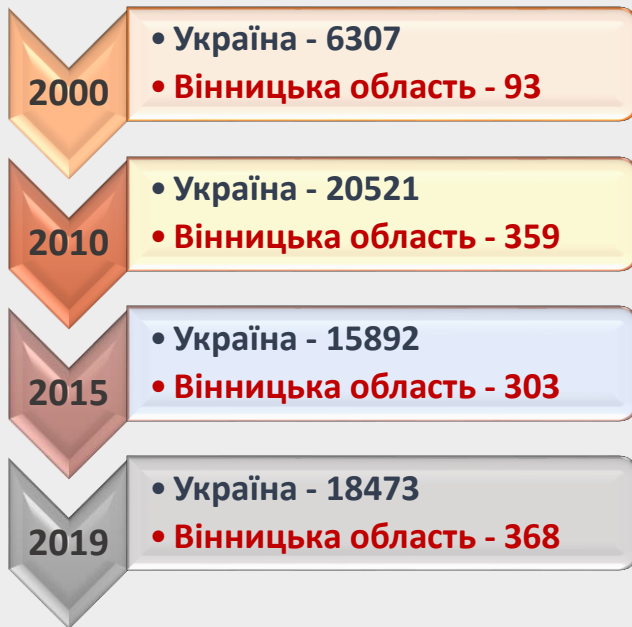 2000
• Україна - 6307
• Вінницька область - 93
2010
• Україна - 20521
• Вінницька область - 359
2015
• Україна - 15892
• Вінницька область - 303
2019
• Україна - 18473
• Вінницька область - 368